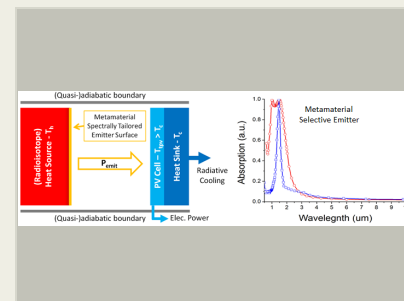 (Quasi-)adiabatic boundary
(Radioisotope)
Heat Source - Th
Metamaterial
Spectrally Tailored
Emitter Surface
Pemit
PV Cell – Ttpv > Tc
Heat Sink - Tc
Radiative
Cooling
(Quasi-)adiabatic boundary
Elec. Power
Metamaterial
Selective Emitter
Absorption (a.u.)
1.0
0.8
0.6
0.4
0.2
0.0
1 2 3 4 5 6 7 8 9
Wavelegnth (um)